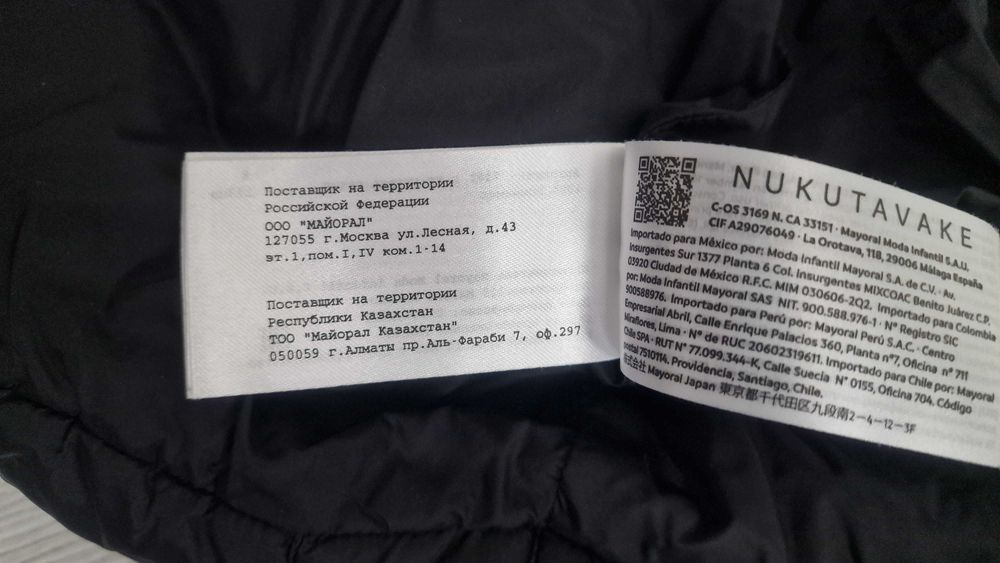 Поставщик на территории
Российской Федерации
ООО "МАЙОРАЛ"
127055 г.Москва ул.Лесная, д.43
эт.1,пом.I,IV ком.1-14
Поставщик на территории
Республики Казахстан
ТОО "Майорал Казахстан"
050059 г.Алматы пр.Аль-Фараби 7, оф.297
NUKUTAVAKE
C-OS 3169 N. CA 33151 · Mayoral Moda Infantil S.A.U.
CIF A29076049 · La Orotava, 118, 29006 Málaga España
Importado para México por: Moda Infantil Mayoral S.A. de C.V. · Av.
Insurgentes Sur 1377 Planta 6 Col. Insurgentes MIXCOAC Benito Juárez C.P.
03920 Ciudad de México R.F.C. MIM 030606-2Q2. Importado para Colombia
por: Moda Infantil Mayoral SAS NIT. 900.588.976-1 · N° Registro SIC
900588976. Importado para Perú por: Mayoral Perú S.A.C. · Centro
Empresarial Abril, Calle Enrique Palacios 360, Planta nº7, Oficina nº 711
Miraflores, Lima · N° de RUC 20602319611. Importado para Chile por: Mayoral
Chile SPA · RUT N° 77.099.344-K, Calle Suecia N° 0155, Oficina 704. Código
postal 7510114. Providencia, Santiago, Chile.
株式会社 Mayoral Japan 東京都千代田区九段南2-4-12-3F